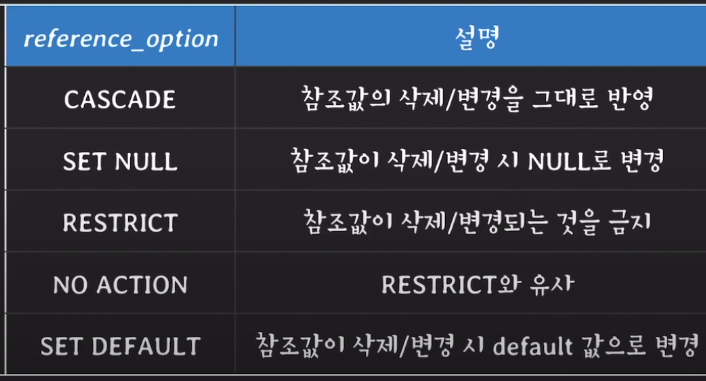 reference_option 설명
CASCADE 참조값의 삭제/변경을 그대로 반영
SET NULL 참조값이 삭제/변경 시 NULL로 변경
RESTRICT 참조값이 삭제/변경되는 것을 금지
NO ACTION RESTRICT와 유사
SET DEFAULT 참조값이 삭제/변경 시 default 값으로 변경